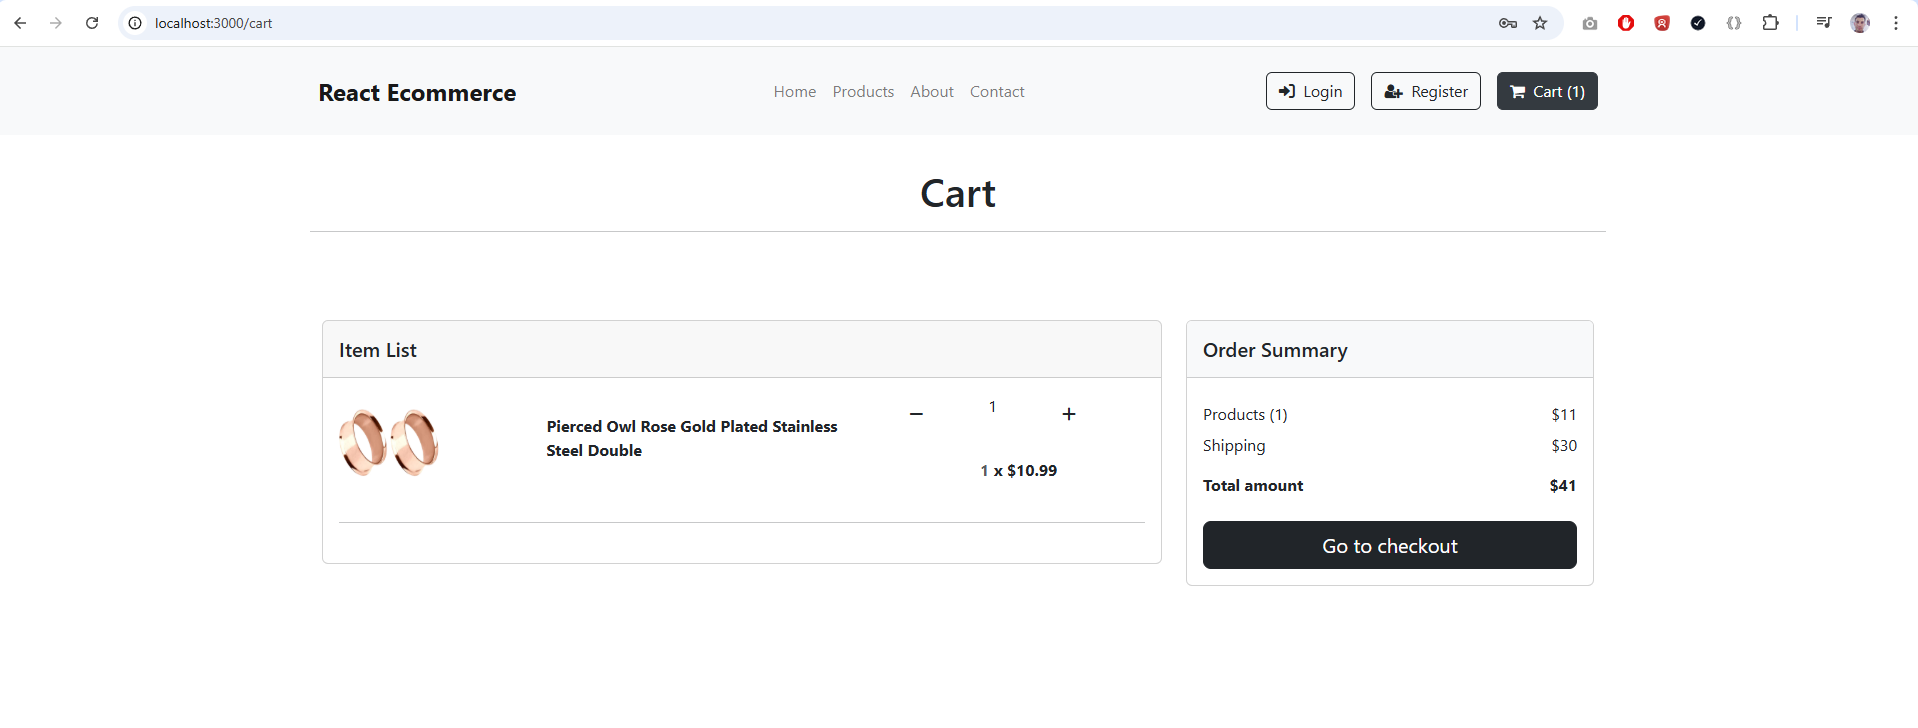 localhost:3000/cart
React Ecommerce
Home Products About Contact
Login Register Cart (1)
Cart
Item List
Pierced Owl Rose Gold Plated Stainless
Steel Double
1
1 x $10.99
Order Summary
Products (1) $11
Shipping $30
Total amount $41
Go to checkout